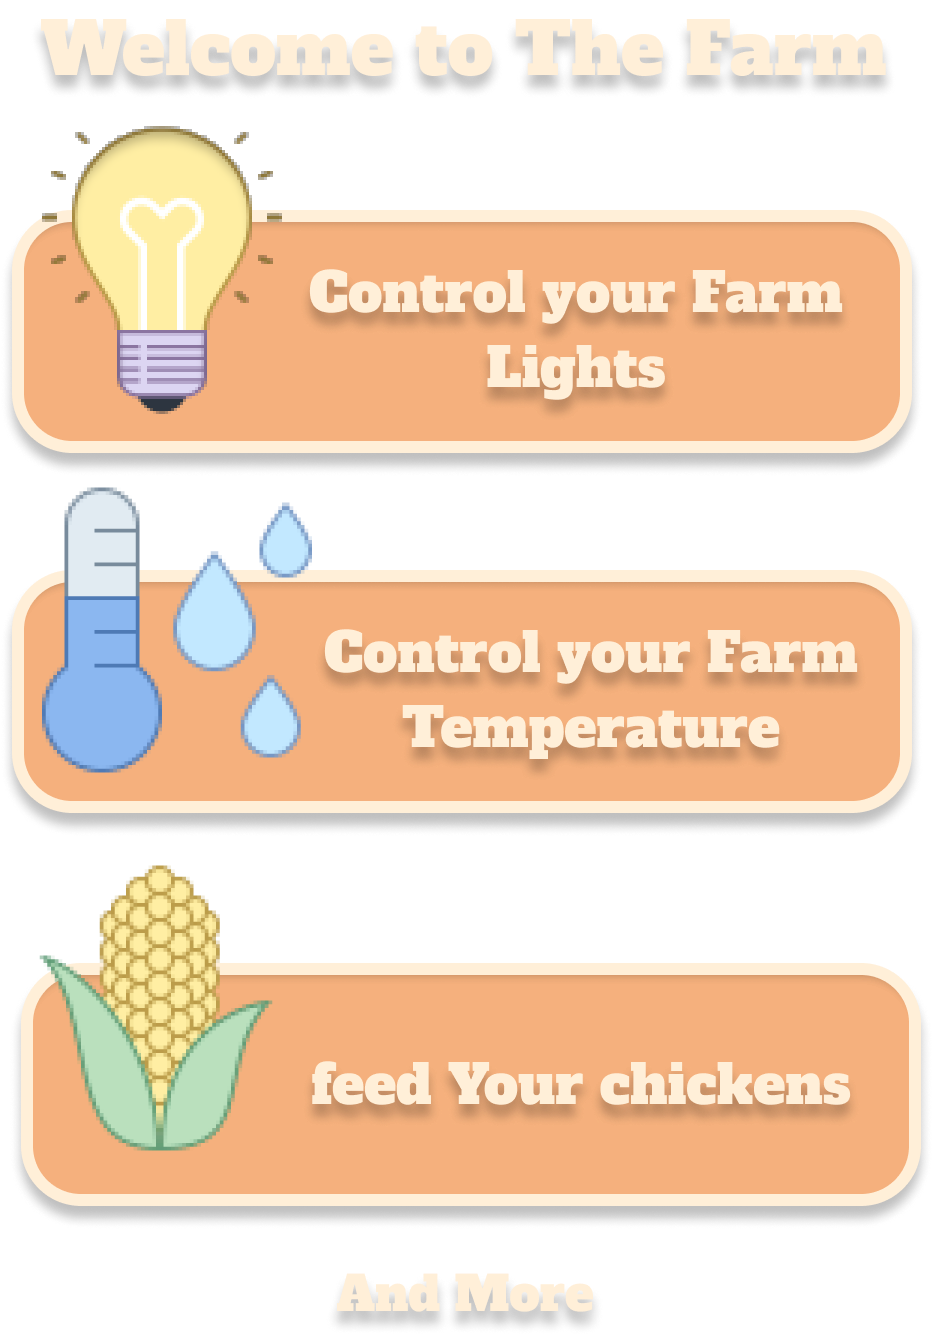 Welcome to The Farm
Control your Farm
Lights
Control your Farm
Temperature
feed Your chickens
And More